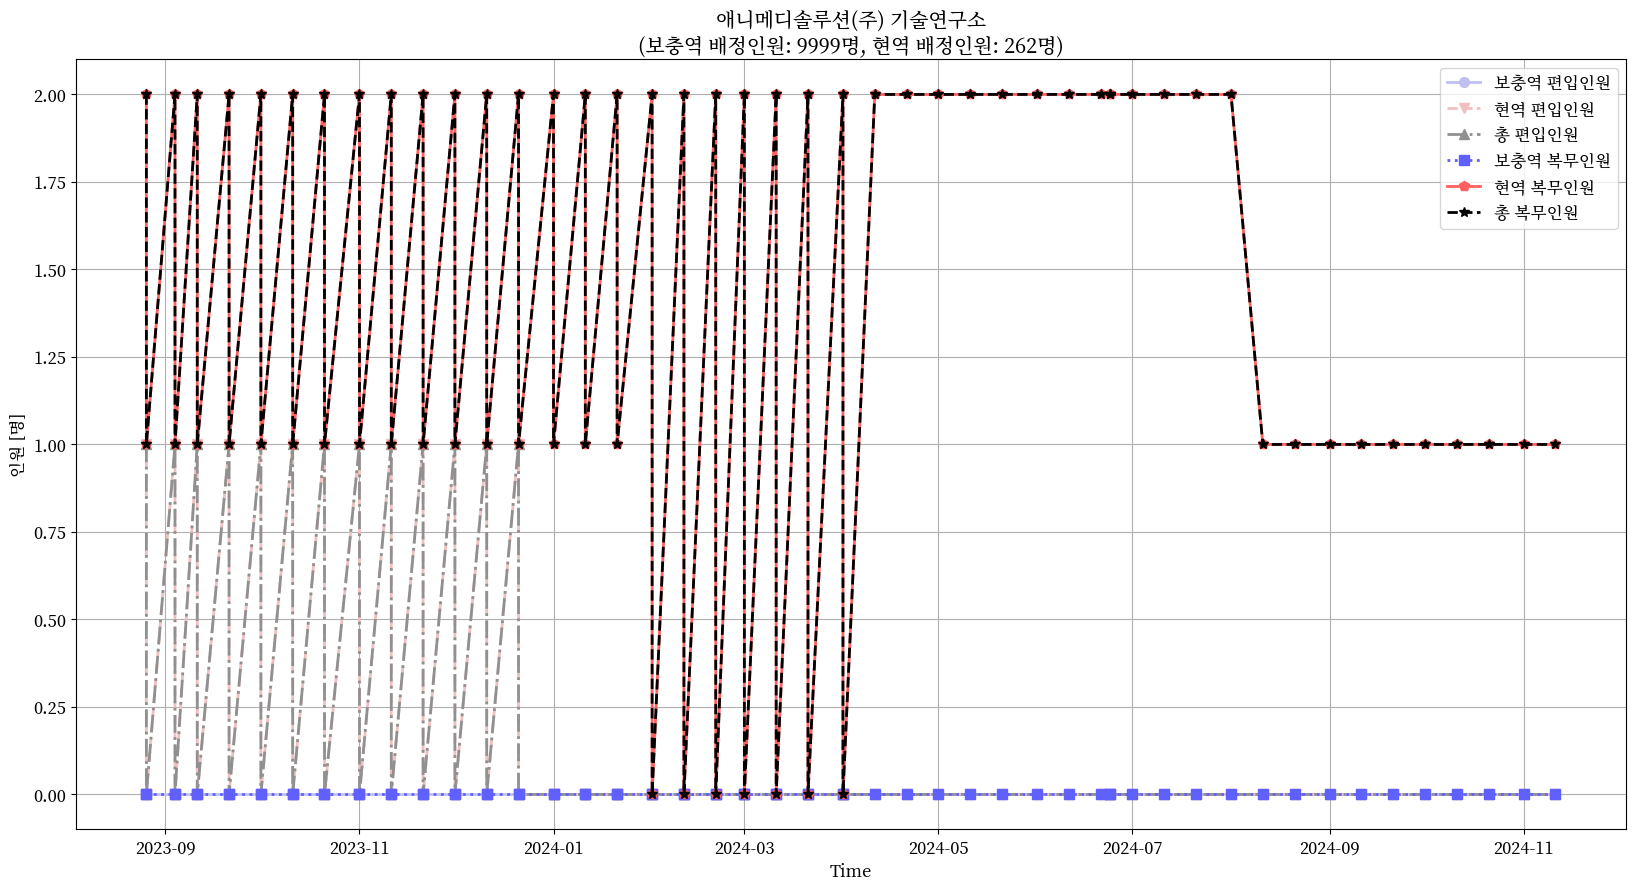 애니메디솔루션(주) 기술연구소
(보충역 배정인원: 9999명, 현역 배정인원: 262명)
보충역 편입인원
현역 편입인원
총 편입인원
보충역 복무인원
현역 복무인원
총 복무인원
2.00
1.75
1.50
1.25
1.00
0.75
0.50
0.25
0.00
인원 [명]
2023-09 2023-11 2024-01 2024-03 2024-05 2024-07 2024-09 2024-11
Time